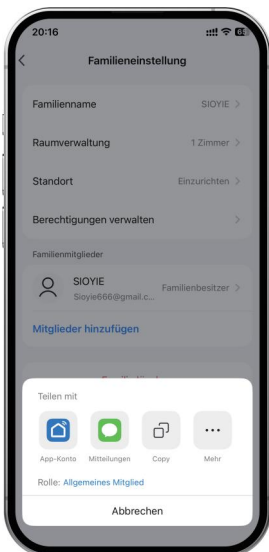 20:16
Familieneinstellung
Familienname SIOYIE
Raumverwaltung 1 Zimmer
Standort Einzurichten
Berechtigungen verwalten
Familienmitglieder
SIOYIE
Familienbesitzer
Sioyie666@gmail.c...
Mitglieder hinzufügen
Teilen mit
App-Konto Mitteilungen Copy Mehr
Rolle: Allgemeines Mitglied
Abbrechen